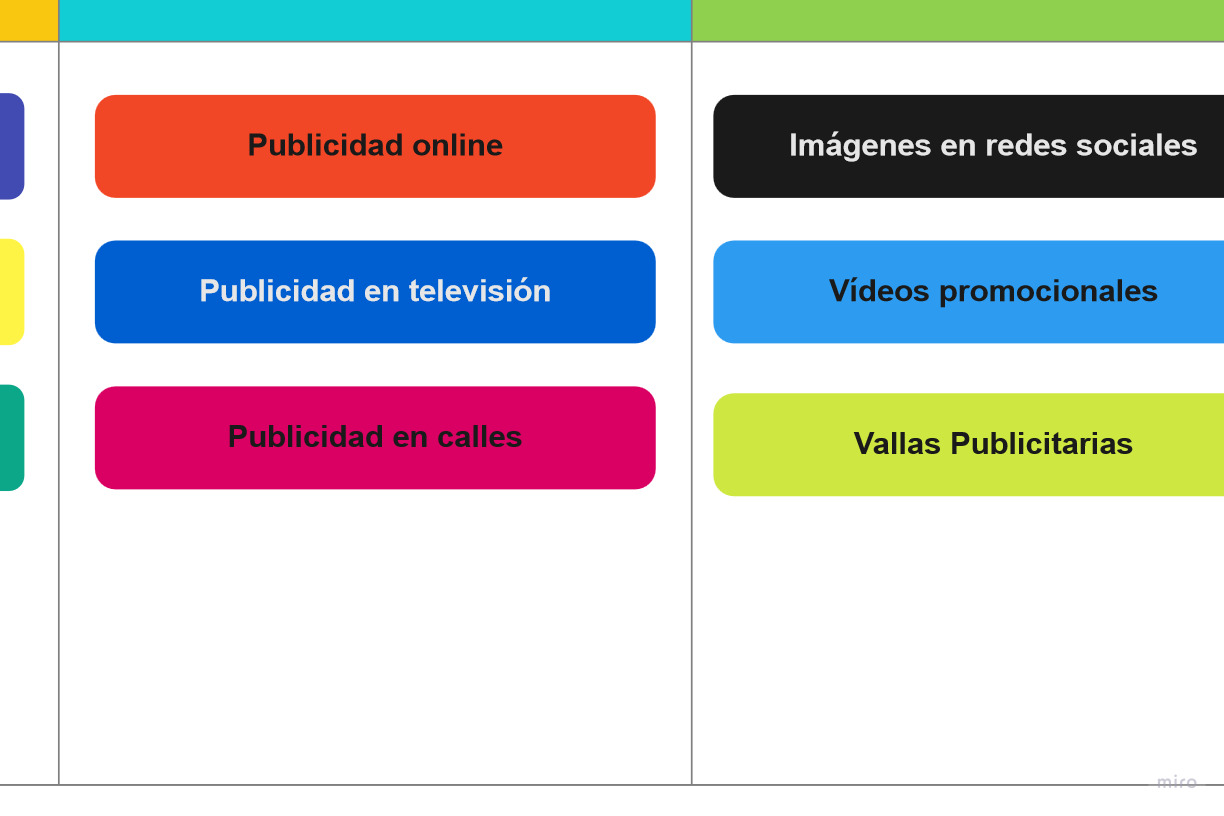 Publicidad online
Imágenes en redes sociales
Publicidad en televisión
Vídeos promocionales
Publicidad en calles
Vallas Publicitarias
miro